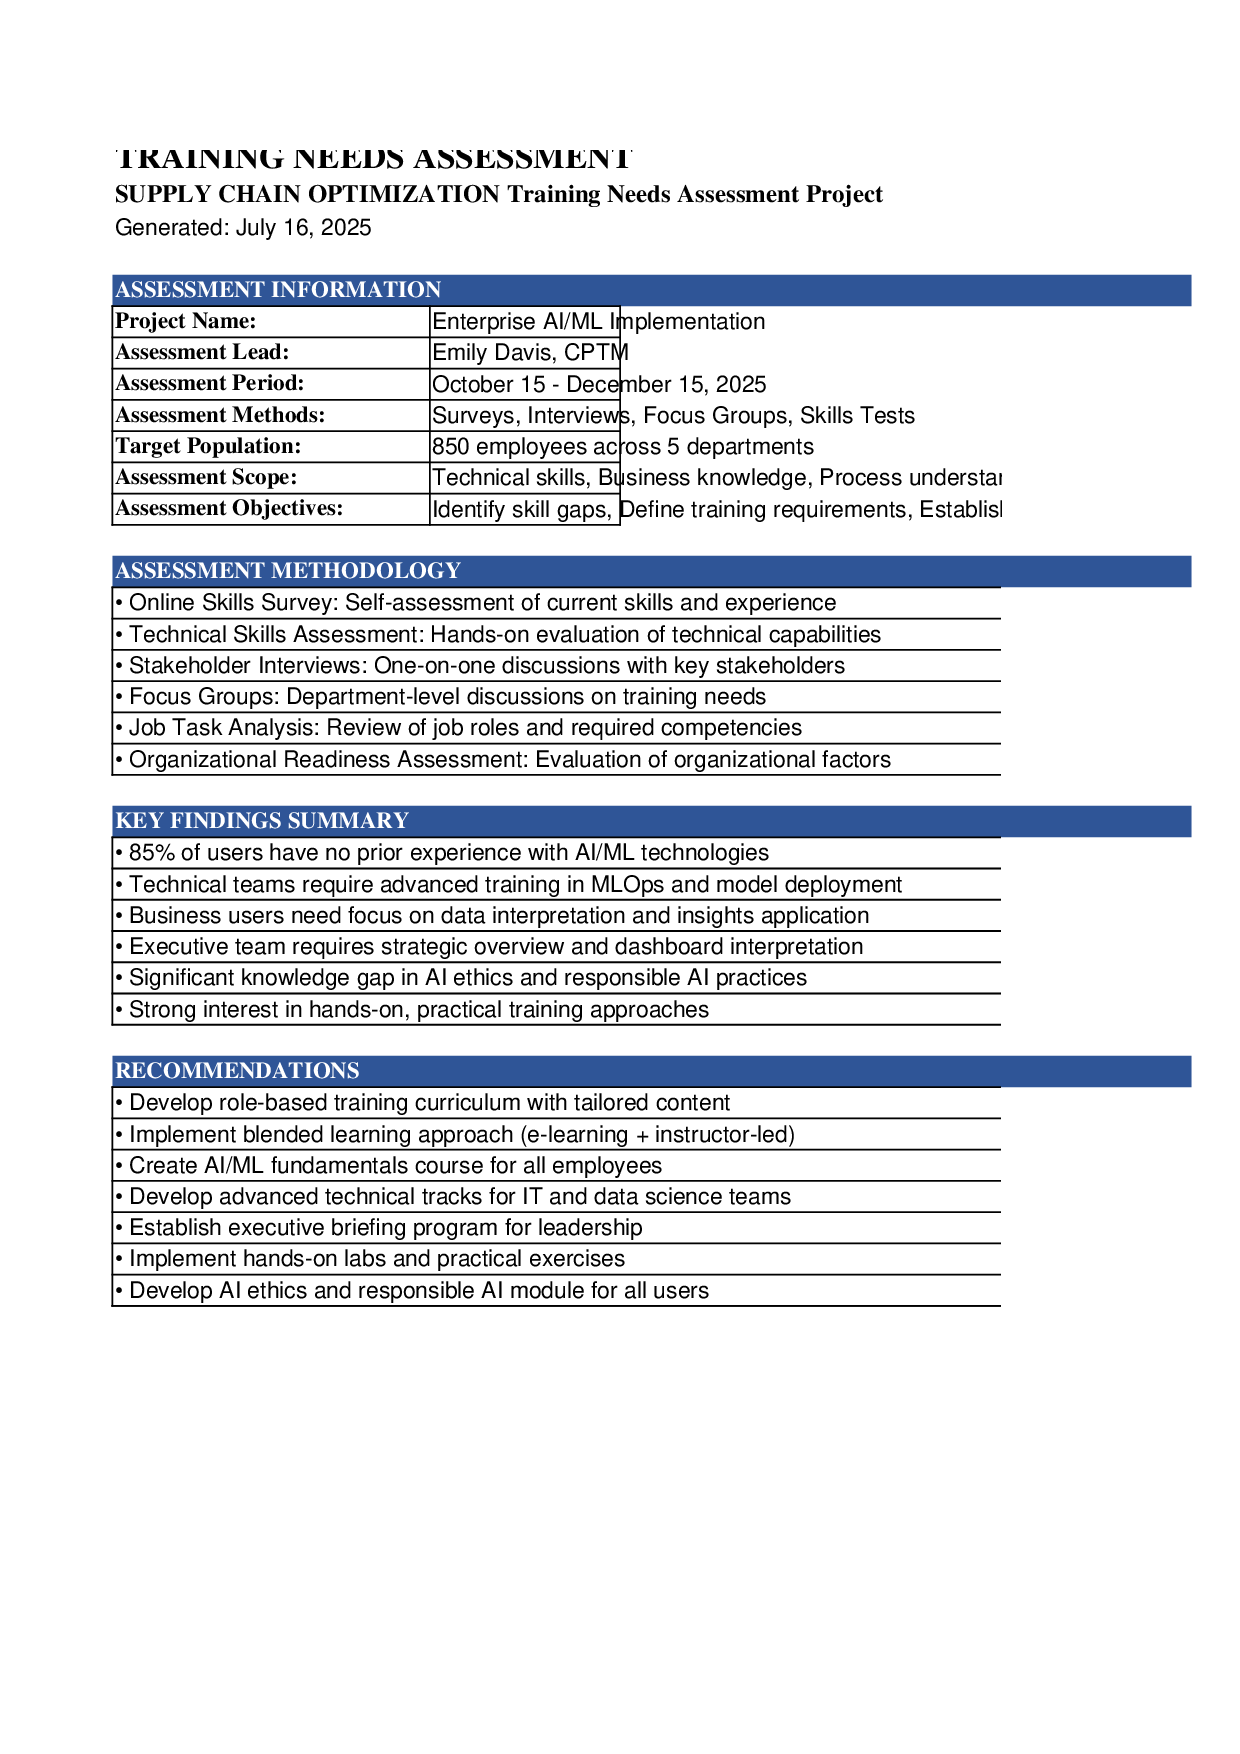 TRAINING NEEDS ASSESSMENT
SUPPLY CHAIN OPTIMIZATION Training Needs Assessment Project
Generated: July 16, 2025
ASSESSMENT INFORMATION
Project Name: Enterprise AI/ML Implementation
Assessment Lead: Emily Davis, CPTM
Assessment Period: October 15 - December 15, 2025
Assessment Methods: Surveys, Interviews, Focus Groups, Skills Tests
Target Population: 850 employees across 5 departments
Assessment Scope: Technical skills, Business knowledge, Process
Assessment Objectives: Identify skill gaps, Define training requirements,
ASSESSMENT METHODOLOGY
• Online Skills Survey: Self-assessment of current skills and experience
• Technical Skills Assessment: Hands-on evaluation of technical capabilities
• Stakeholder Interviews: One-on-one discussions with key stakeholders
• Focus Groups: Department-level discussions on training needs
• Job Task Analysis: Review of job roles and required competencies
• Organizational Readiness Assessment: Evaluation of organizational factors
KEY FINDINGS SUMMARY
• 85% of users have no prior experience with AI/ML technologies
• Technical teams require advanced training in MLOps and model deployment
• Business users need focus on data interpretation and insights application
• Executive team requires strategic overview and dashboard interpretation
• Significant knowledge gap in AI ethics and responsible AI practices
• Strong interest in hands-on, practical training approaches
RECOMMENDATIONS
• Develop role-based training curriculum with tailored content
• Implement blended learning approach (e-learning + instructor-led)
• Create AI/ML fundamentals course for all employees
• Develop advanced technical tracks for IT and data science teams
• Establish executive briefing program for leadership
• Implement hands-on labs and practical exercises
• Develop AI ethics and responsible AI module for all users